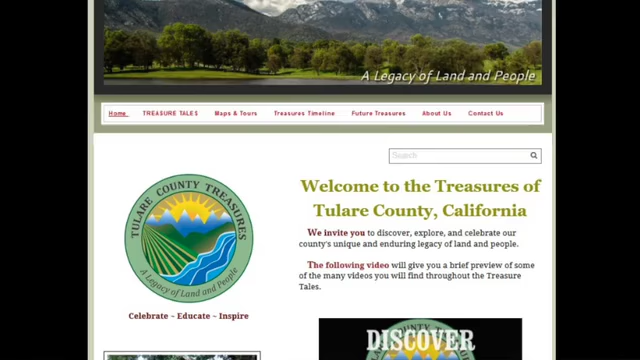 A Legacy of Land and People
Home TREASURE TALES Maps & Tours Treasures Timeline Future Treasures About Us Contact Us
Search
TULARE COUNTY TREASURES
A Legacy of Land and People
Celebrate ~ Educate ~ Inspire
Welcome to the Treasures of
Tulare County, California
We invite you to discover, explore, and celebrate our
county's unique and enduring legacy of land and people.
The following video will give you a brief preview of some
of the many videos you will find throughout the Treasure
Tales.
DISCOVER